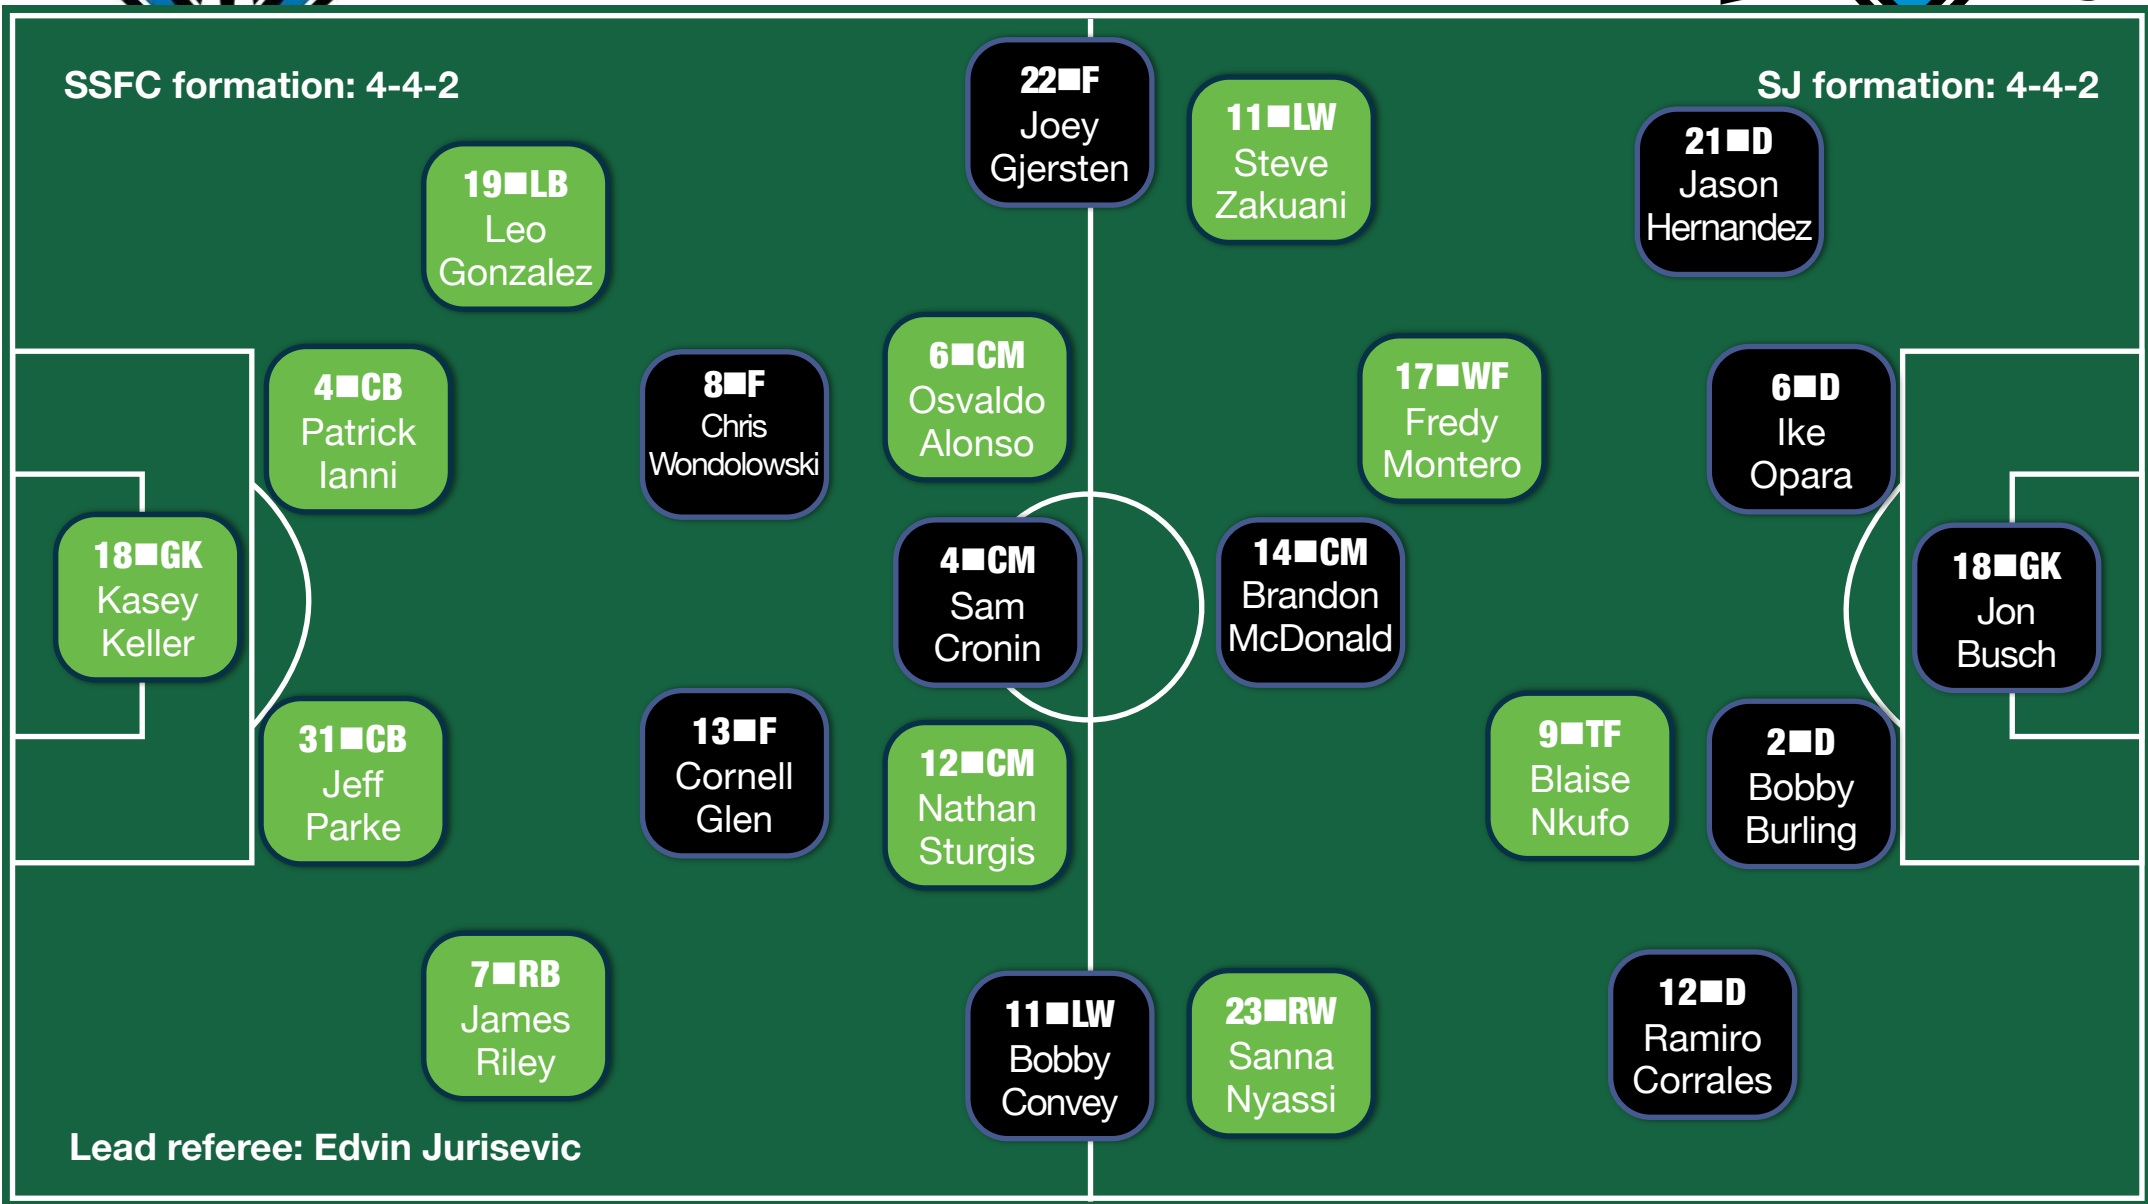 SSFC formation: 4-4-2
SJ formation: 4-4-2
22■F
Joey
Gjersten
11■LW
Steve
Zakuani
21■D
Jason
Hernandez
19■LB
Leo
Gonzalez
4■CB
Patrick
Ianni
8■F
Chris
Wondolowski
6■CM
Osvaldo
Alonso
17■WF
Fredy
Montero
6■D
Ike
Opara
18■GK
Kasey
Keller
4■CM
Sam
Cronin
14■CM
Brandon
McDonald
18■GK
Jon
Busch
31■CB
Jeff
Parke
13■F
Cornell
Glen
12■CM
Nathan
Sturgis
9■TF
Blaise
Nkufo
2■D
Bobby
Burling
7■RB
James
Riley
11■LW
Bobby
Convey
23■RW
Sanna
Nyassi
12■D
Ramiro
Corrales
Lead referee: Edvin Jurisevic